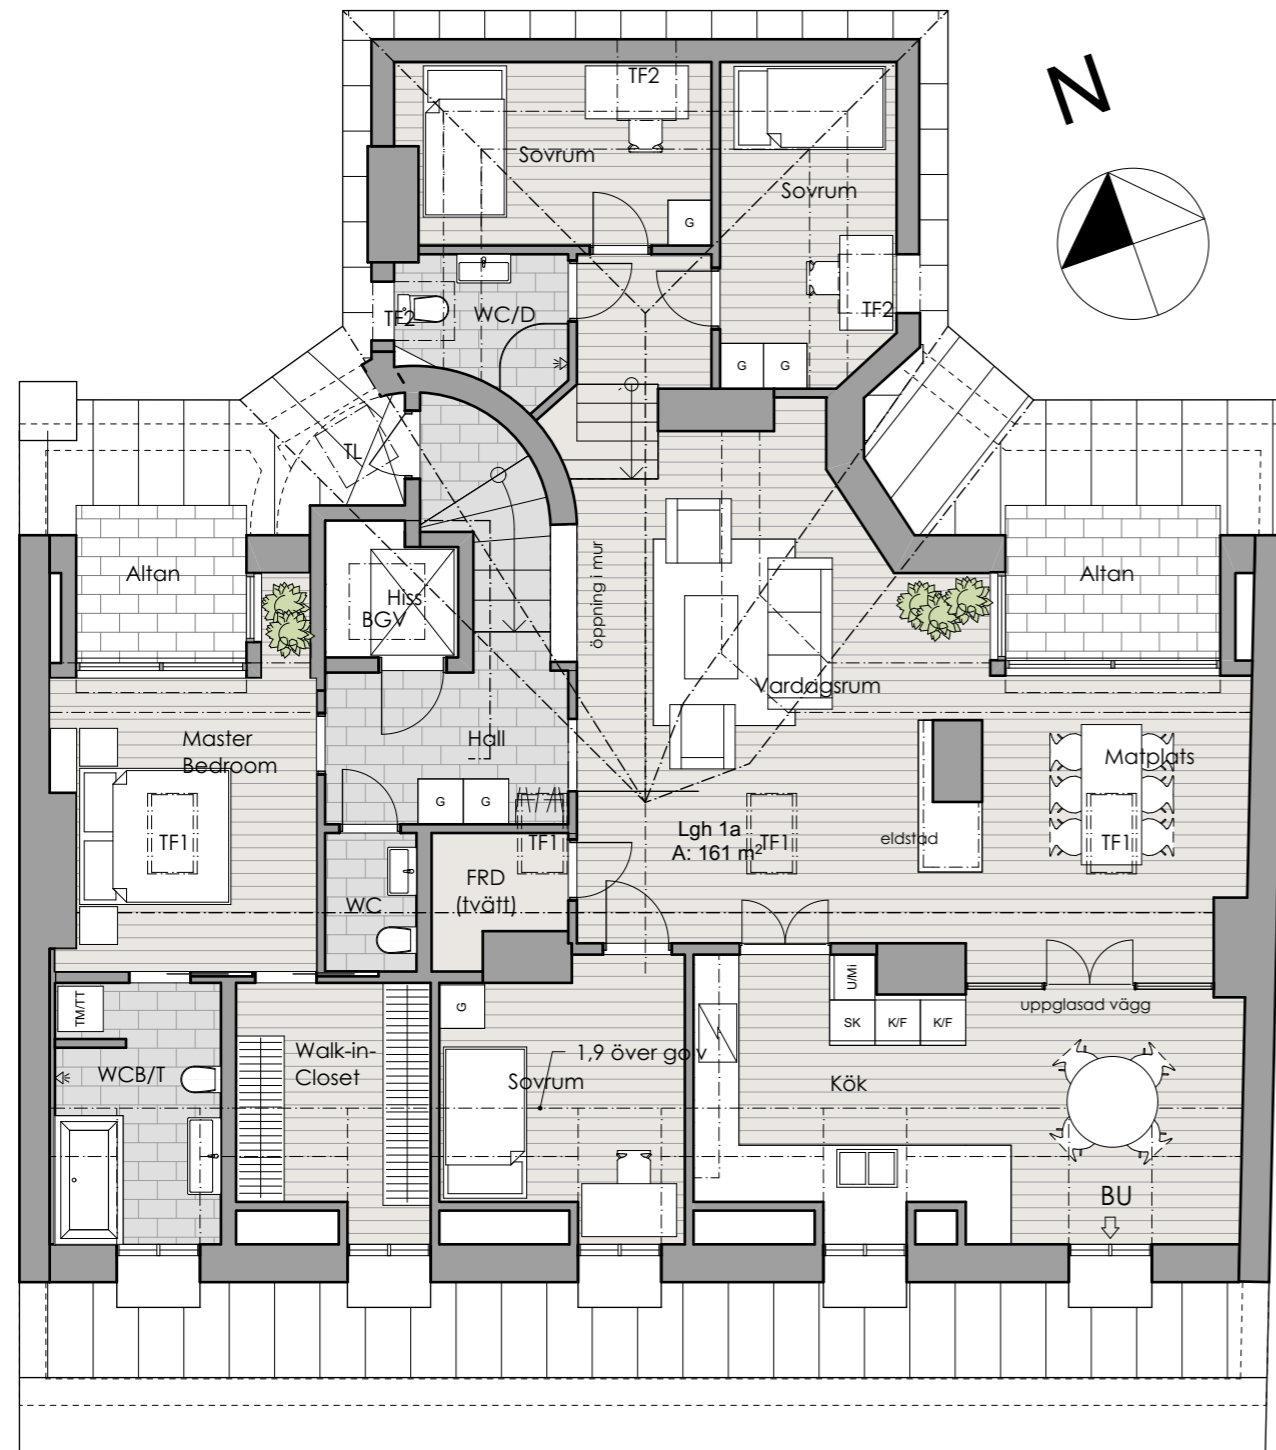 N
TF2
Sovrum
Sovrum
G
TF2
WC/D
TF2
G
G
TL
Altan
Hiss
BGV
öppning i mur
Altan
Vardagsrum
Master
Bedroom
Hall
Matplats
G
G
TF1
TF1
Lgh 1a
A: 161 m²
TF1
eldstad
TF1
FRD
(tvätt)
WC
U/Mi
TM/TT
G
SK
K/F
K/F
uppglasad vägg
Walk-in-
Closet
1,9 över golv
WCB/T
Sovrum
Kök
BU